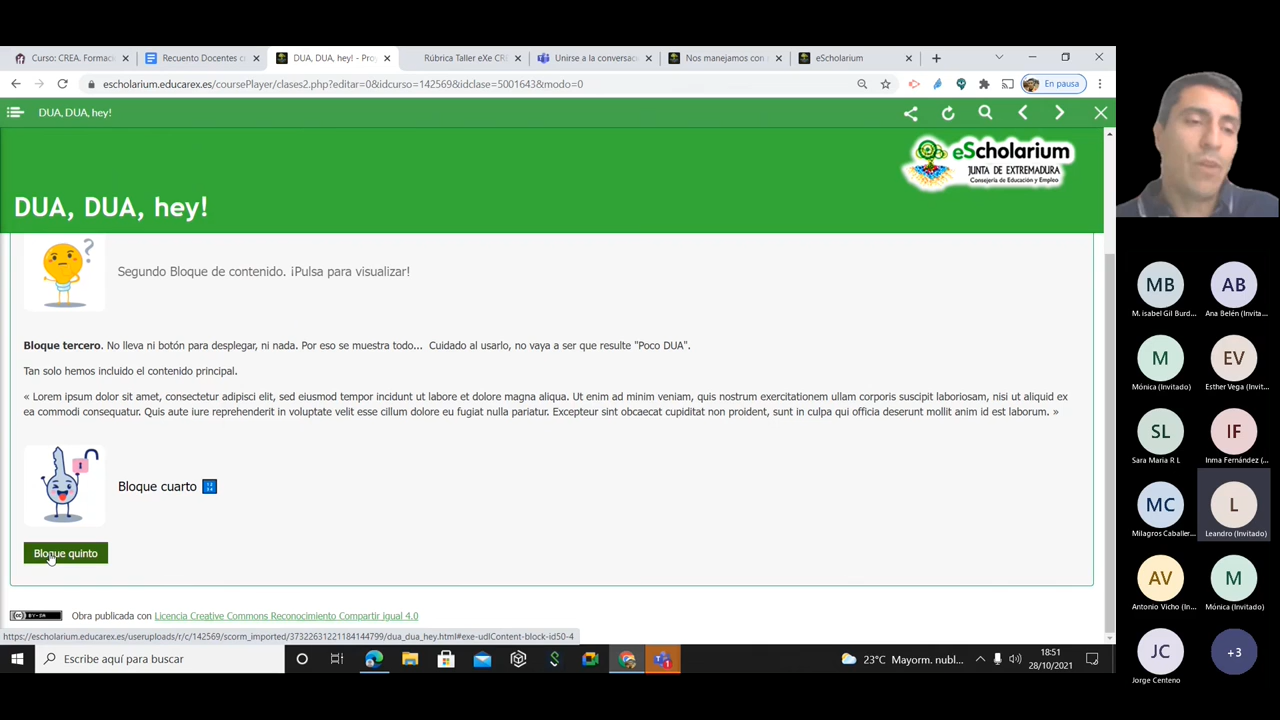 Curso: CREA. Formac
Recuento Docentes c
DUA, DUA, hey! - Pro
Rúbrica Taller eXe CR
Unirse a la conversac
Nos manejamos con
eScholarium
escholarium.educarex.es/coursePlayer/clases2.php?editar=0&idcurso=142569&idclase=5001643&modo=0
En pausa
DUA, DUA, hey!
eScholarium
JUNTA DE EXTREMADURA
Consejería de Educación y Empleo
DUA, DUA, hey!
Segundo Bloque de contenido. ¡Pulsa para visualizar!
Bloque tercero. No lleva ni botón para desplegar, ni nada. Por eso se muestra todo... Cuidado al usarlo, no vaya a ser que resulte "Poco DUA".
Tan solo hemos incluido el contenido principal.
« Lorem ipsum dolor sit amet, consectetur adipisci elit, sed eiusmod tempor incidunt ut labore et dolore magna aliqua. Ut enim ad minim veniam, quis nostrum exercitationem ullam corporis suscipit laboriosam, nisi ut aliquid ex
ea commodi consequatur. Quis aute iure reprehenderit in voluptate velit esse cillum dolore eu fugiat nulla pariatur. Excepteur sint obcaecat cupiditat non proident, sunt in culpa qui officia deserunt mollit anim id est laborum. »
Bloque cuarto
Bloque quinto
Obra publicada con Licencia Creative Commons Reconocimiento Compartir igual 4.0
https://escholarium.educarex.es/useruploads/r/c/142569/scorm_imported/37322631221184144799/dua_dua_hey.html#exe-udlContent-block-id50-4
Escribe aquí para buscar
23°C Mayorm. nubl...
18:51
28/10/2021
MB
M. isabel Gil Burd...
AB
Ana Belén (Invita...
M
Mónica (Invitado)
EV
Esther Vega (Invit...
SL
Sara Maria R L
IF
Inma Fernández (...
MC
Milagros Caballer...
L
Leandro (Invitado)
AV
Antonio Vicho (In...
M
Mónica (Invitado)
JC
Jorge Centeno
+3